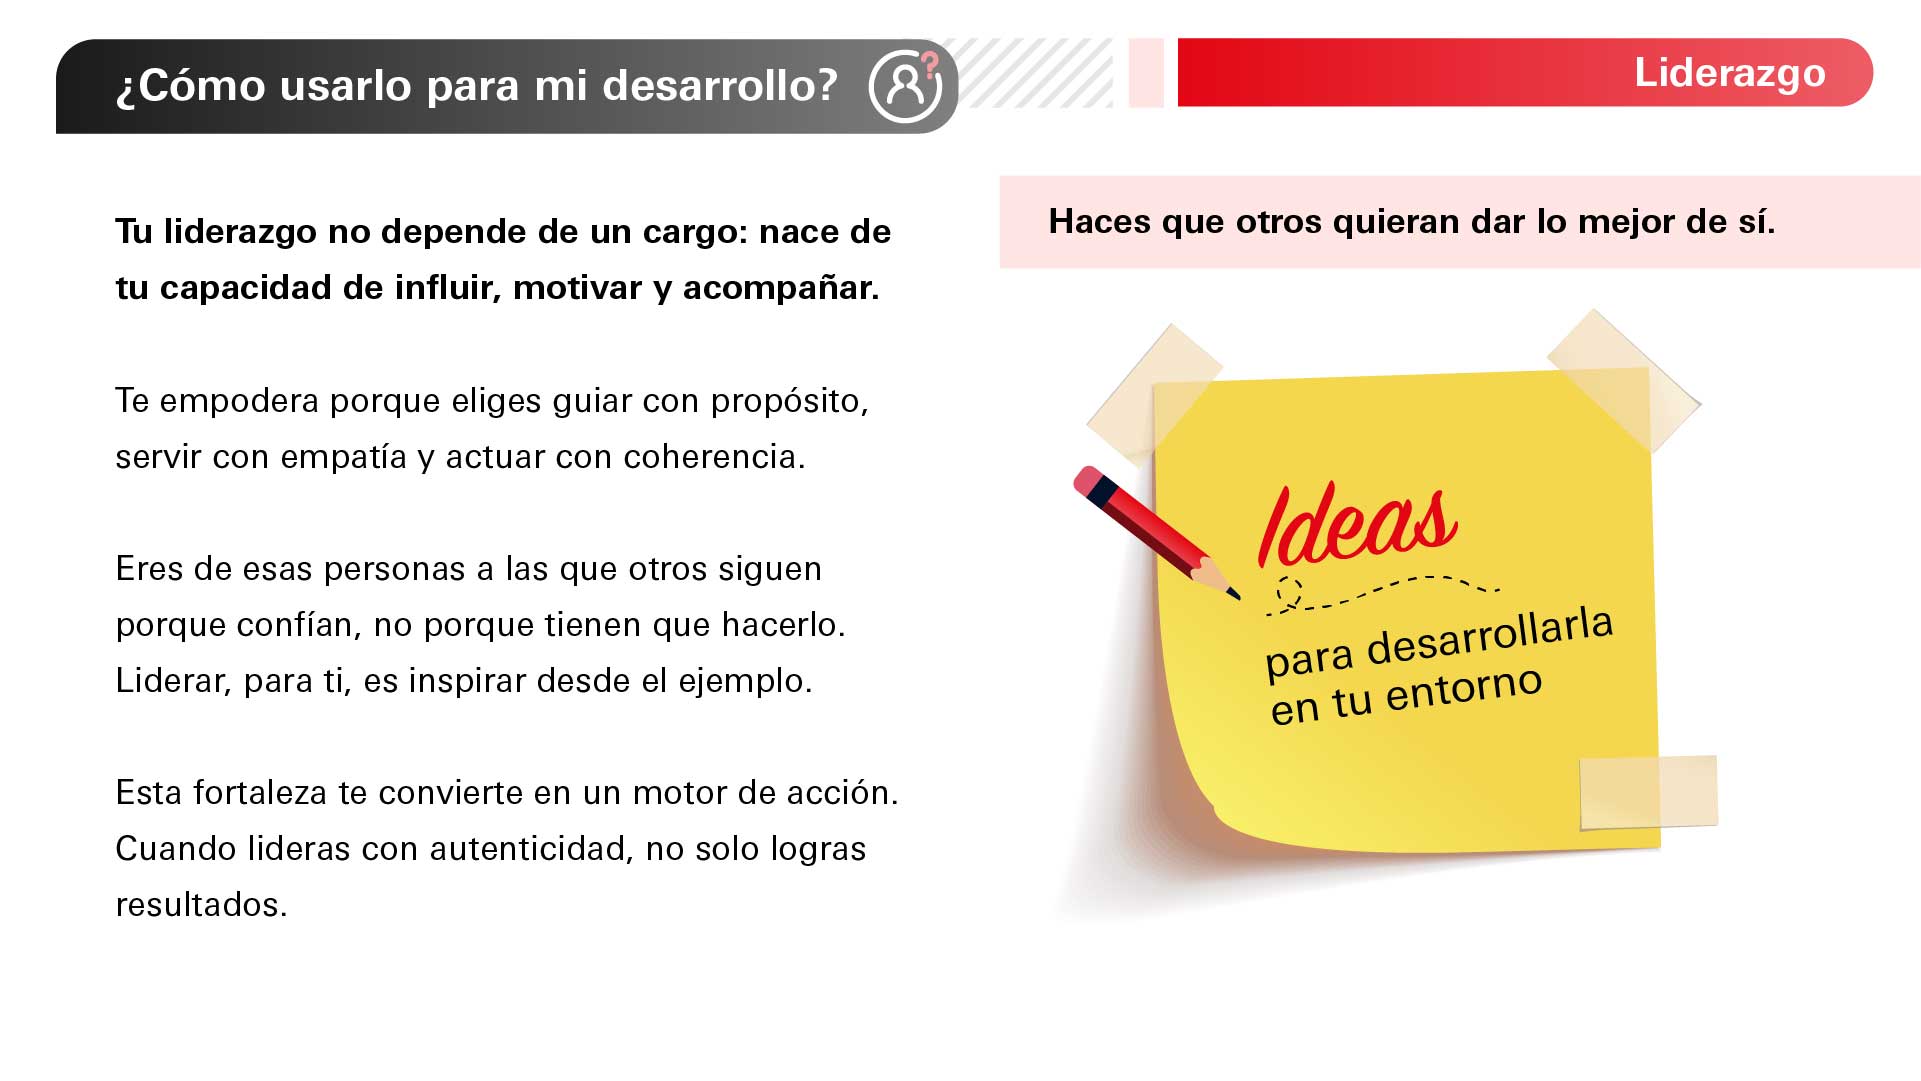 ¿Cómo usarlo para mi desarrollo?
Liderazgo
Tu liderazgo no depende de un cargo: nace de
tu capacidad de influir, motivar y acompañar.
Te empodera porque eliges guiar con propósito,
servir con empatía y actuar con coherencia.
Eres de esas personas a las que otros siguen
porque confían, no porque tienen que hacerlo.
Liderar, para ti, es inspirar desde el ejemplo.
Esta fortaleza te convierte en un motor de acción.
Cuando lideras con autenticidad, no solo logras
resultados.
Haces que otros quieran dar lo mejor de sí.
Ideas
para desarrollarla
en tu entorno